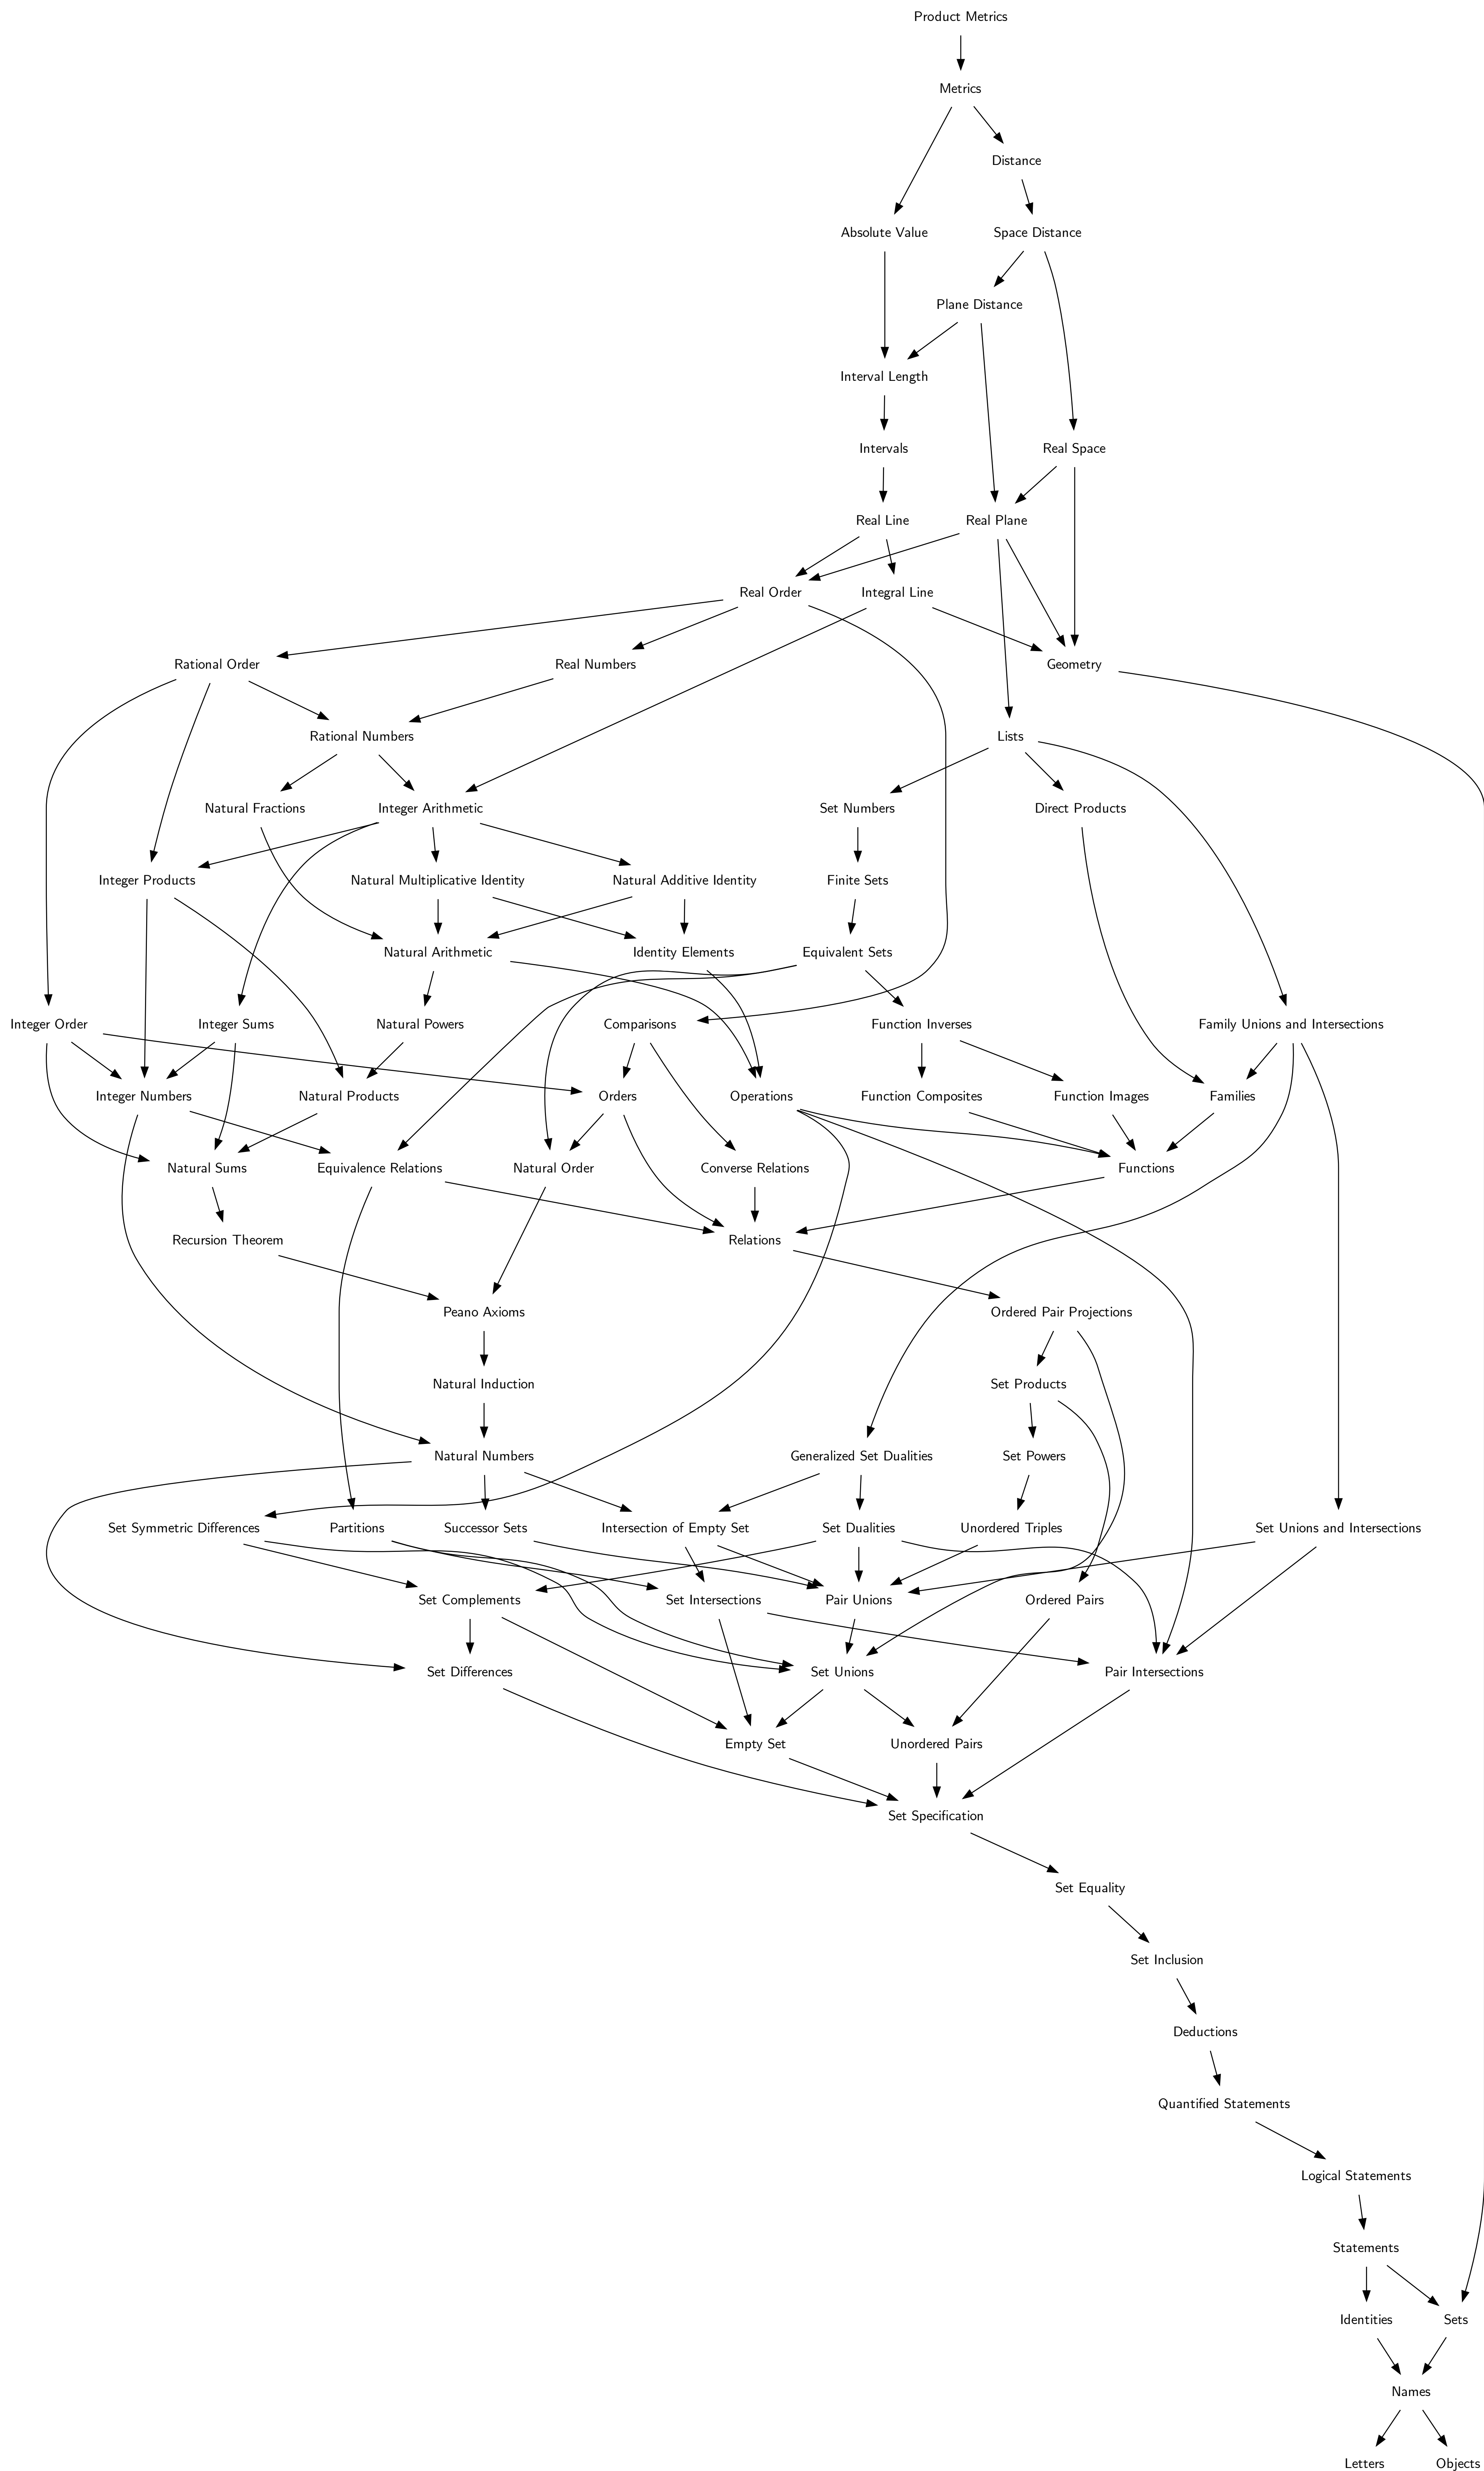 Product Metrics
Metrics
Distance
Absolute Value
Space Distance
Plane Distance
Interval Length
Intervals
Real Space
Real Line
Real Plane
Real Order
Integral Line
Rational Order
Real Numbers
Geometry
Rational Numbers
Lists
Natural Fractions
Integer Arithmetic
Set Numbers
Direct Products
Integer Products
Natural Multiplicative Identity
Natural Additive Identity
Finite Sets
Natural Arithmetic
Identity Elements
Equivalent Sets
Integer Order
Integer Sums
Natural Powers
Comparisons
Function Inverses
Family Unions and Intersections
Integer Numbers
Natural Products
Orders
Operations
Function Composites
Function Images
Families
Natural Sums
Equivalence Relations
Natural Order
Converse Relations
Functions
Recursion Theorem
Relations
Peano Axioms
Ordered Pair Projections
Natural Induction
Set Products
Natural Numbers
Generalized Set Dualities
Set Powers
Set Symmetric Differences
Partitions
Successor Sets
Intersection of Empty Set
Set Dualities
Unordered Triples
Set Unions and Intersections
Set Complements
Set Intersections
Pair Unions
Ordered Pairs
Set Differences
Set Unions
Pair Intersections
Empty Set
Unordered Pairs
Set Specification
Set Equality
Set Inclusion
Deductions
Quantified Statements
Logical Statements
Statements
Identities
Sets
Names
Letters
Objects